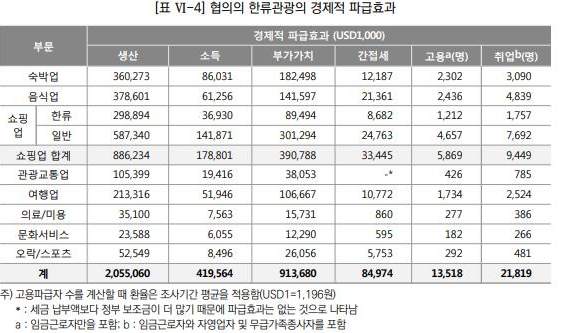 [표 Ⅵ-4] 협의의 한류관광의 경제적 파급효과
부문 경제적 파급효과 (USD1,000)
생산 소득 부가가치 간접세 고용a(명) 취업b(명)
숙박업 360,273 86,031 182,498 12,187 2,302 3,090
음식업 378,601 61,256 141,597 21,361 2,436 4,839
쇼핑업 한류 298,894 36,930 89,494 8,682 1,212 1,757
일반 587,340 141,871 301,294 24,763 4,657 7,692
쇼핑업 합계 886,234 178,801 390,788 33,445 5,869 9,449
관광교통업 105,399 19,416 38,053 -* 426 785
여행업 213,316 51,946 106,667 10,772 1,734 2,524
의료/미용 35,100 7,563 15,731 860 277 386
문화서비스 23,588 6,055 12,290 595 182 266
오락/스포츠 52,549 8,496 26,056 5,753 292 481
계 2,055,060 419,564 913,680 84,974 13,518 21,819
주) 고용파급자 수를 계산할 때 환율은 조사기간 평균을 적용함(USD1=1,196원)
* : 세금 납부액보다 정부 보조금이 더 많기 때문에 파급효과는 없는 것으로 나타남
a : 임금근로자만을 포함; b : 임금근로자와 자영업자 및 무급가족종사자를 포함